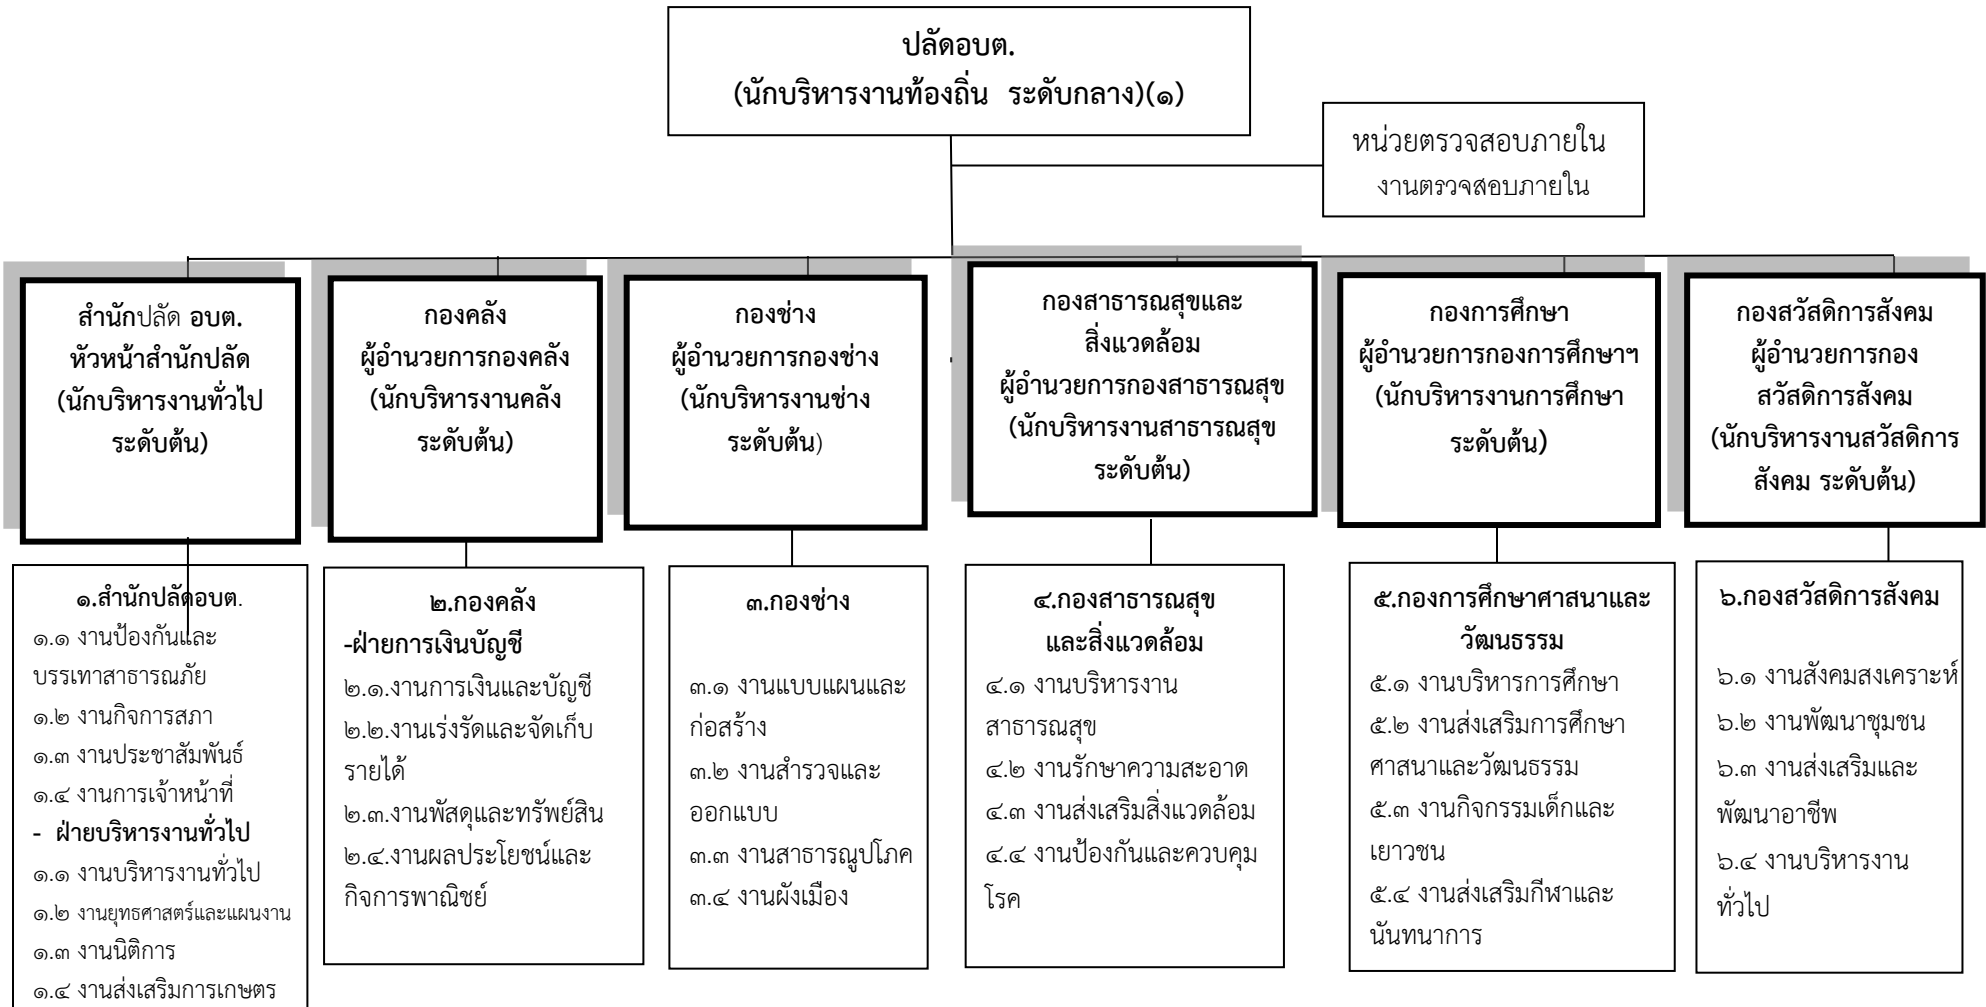 ปลัดอบต.
(นักบริหารงานท้องถิ่น ระดับกลาง)(๑)
หน่วยตรวจสอบภายใน
งานตรวจสอบภายใน
สำนักปลัด อบต.
หัวหน้าสำนักปลัด
(นักบริหารงานทั่วไป
ระดับต้น)
กองคลัง
ผู้อำนวยการกองคลัง
(นักบริหารงานคลัง
ระดับต้น)
กองช่าง
ผู้อำนวยการกองช่าง
(นักบริหารงานช่าง
ระดับต้น)
กองสาธารณสุขและ
สิ่งแวดล้อม
ผู้อำนวยการกองสาธารณสุข
(นักบริหารงานสาธารณสุข
ระดับต้น)
กองการศึกษา
ผู้อำนวยการกองการศึกษาฯ
(นักบริหารงานการศึกษา
ระดับต้น)
กองสวัสดิการสังคม
ผู้อำนวยการกอง
สวัสดิการสังคม
(นักบริหารงานสวัสดิการ
สังคม ระดับต้น)
๑.สำนักปลัดอบต.
๑.๑ งานป้องกันและ
บรรเทาสาธารณภัย
๑.๒ งานกิจการสภา
๑.๓ งานประชาสัมพันธ์
๑.๔ งานการเจ้าหน้าที่
- ฝ่ายบริหารงานทั่วไป
๑.๑ งานบริหารงานทั่วไป
๑.๒ งานยุทธศาสตร์และแผนงาน
๑.๓ งานนิติการ
๑.๔ งานส่งเสริมการเกษตร
๒.กองคลัง
-ฝ่ายการเงินบัญชี
๒.๑.งานการเงินและบัญชี
๒.๒.งานเร่งรัดและจัดเก็บ
รายได้
๒.๓.งานพัสดุและทรัพย์สิน
๒.๔.งานผลประโยชน์และ
กิจการพาณิชย์
๓.กองช่าง
๓.๑ งานแบบแผนและ
ก่อสร้าง
๓.๒ งานสำรวจและ
ออกแบบ
๓.๓ งานสาธารณูปโภค
๓.๔ งานผังเมือง
๔.กองสาธารณสุข
และสิ่งแวดล้อม
๔.๑ งานบริหารงาน
สาธารณสุข
๔.๒ งานรักษาความสะอาด
๔.๓ งานส่งเสริมสิ่งแวดล้อม
๔.๔ งานป้องกันและควบคุม
โรค
๕.กองการศึกษาศาสนาและ
วัฒนธรรม
๕.๑ งานบริหารการศึกษา
๕.๒ งานส่งเสริมการศึกษา
ศาสนาและวัฒนธรรม
๕.๓ งานกิจกรรมเด็กและ
เยาวชน
๕.๔ งานส่งเสริมกีฬาและ
นันทนาการ
๖.กองสวัสดิการสังคม
๖.๑ งานสังคมสงเคราะห์
๖.๒ งานพัฒนาชุมชน
๖.๓ งานส่งเสริมและ
พัฒนาอาชีพ
๖.๔ งานบริหารงาน
ทั่วไป